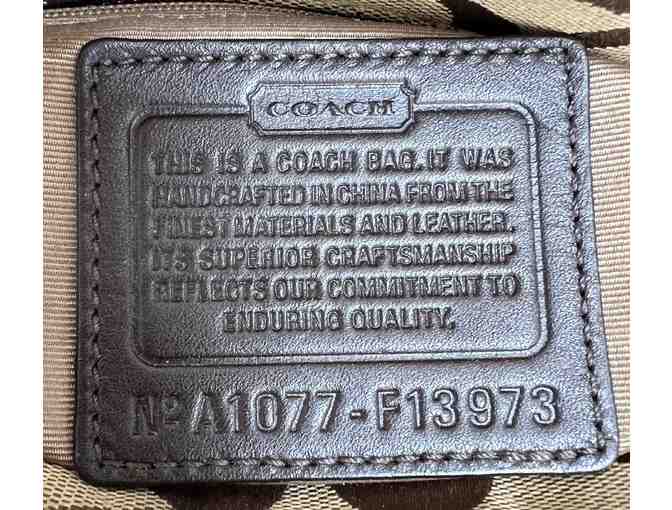 COACH
THIS IS A COACH BAG. IT WAS
HANDCRAFTED IN CHINA FROM THE
FINEST MATERIALS AND LEATHER.
ITS SUPERIOR CRAFTSMANSHIP
REFLECTS OUR COMMITMENT TO
ENDURING QUALITY.
Nº A1077-F13973